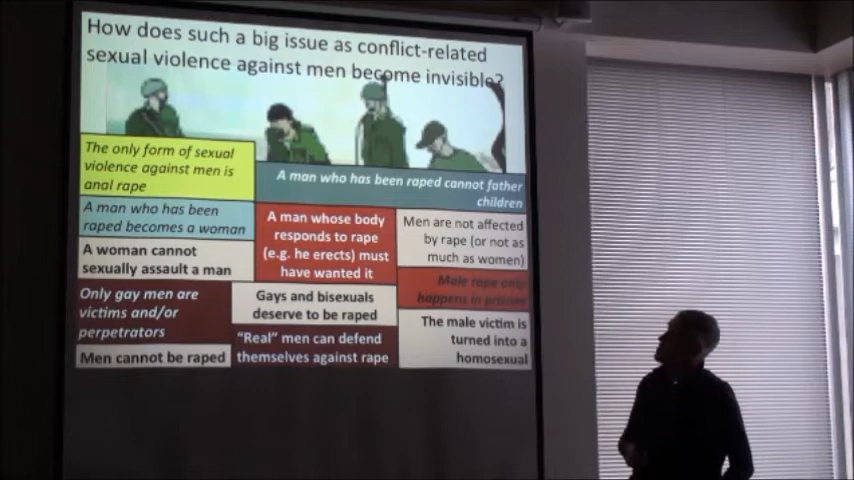 How does such a big issue as conflict-related
sexual violence against men become invisible?
The only form of sexual
violence against men is
anal rape
A man who has been raped cannot father
children
A man who has been
raped becomes a woman
A man whose body
responds to rape
(e.g. he erects) must
have wanted it
Men are not affected
by rape (or not as
much as women)
A woman cannot
sexually assault a man
Male rape only
happens in prison
Only gay men are
victims and/or
perpetrators
Gays and bisexuals
deserve to be raped
The male victim is
turned into a
homosexual
"Real" men can defend
themselves against rape
Men cannot be raped